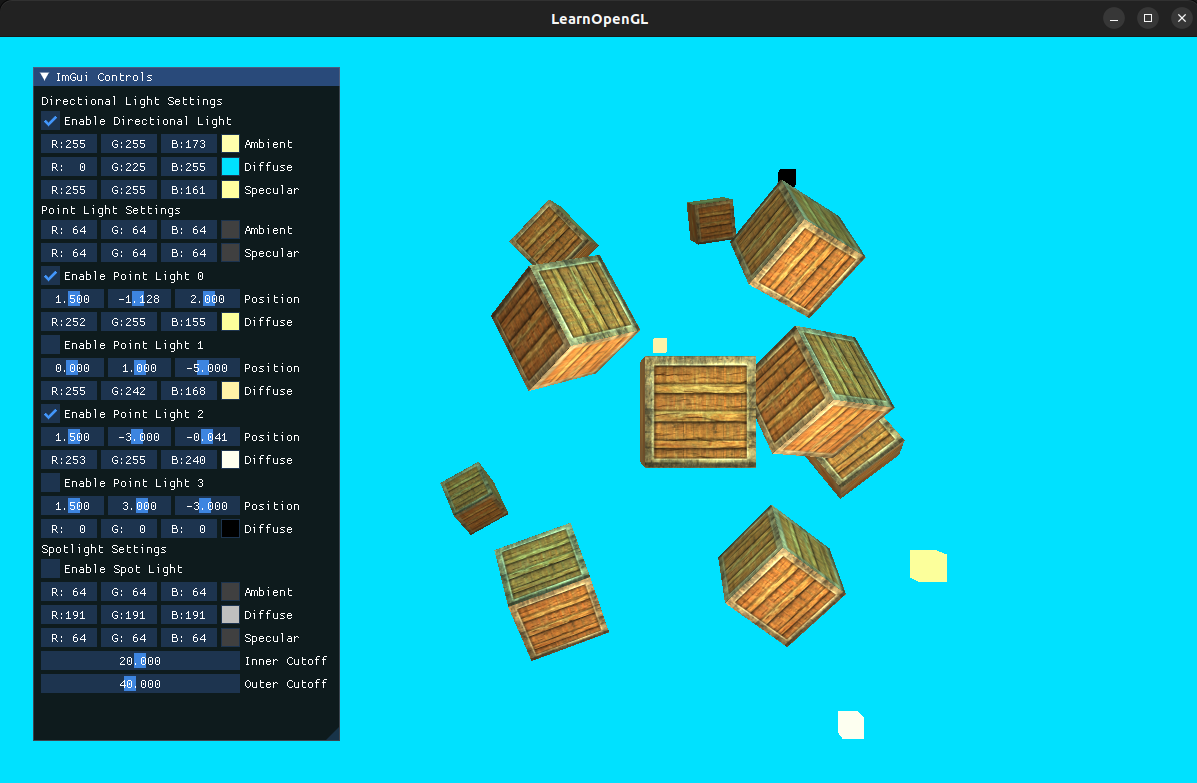 LearnOpenGL
ImGui Controls
Directional Light Settings
Enable Directional Light
R:255 G:255 B:173 Ambient
R: 0 G:225 B:255 Diffuse
R:255 G:255 B:161 Specular
Point Light Settings
R: 64 G: 64 B: 64 Ambient
R: 64 G: 64 B: 64 Specular
Enable Point Light 0
1.500 -1.128 2.000 Position
R:252 G:255 B:155 Diffuse
Enable Point Light 1
0.000 1.000 -5.000 Position
R:255 G:242 B:168 Diffuse
Enable Point Light 2
1.500 -3.000 -0.041 Position
R:253 G:255 B:240 Diffuse
Enable Point Light 3
1.500 3.000 -3.000 Position
R: 0 G: 0 B: 0 Diffuse
Spotlight Settings
Enable Spot Light
R: 64 G: 64 B: 64 Ambient
R:191 G:191 B:191 Diffuse
R: 64 G: 64 B: 64 Specular
20.000 Inner Cutoff
40.000 Outer Cutoff